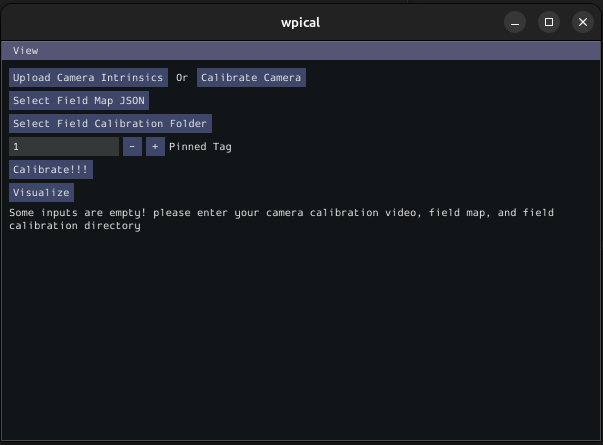 wpical
View
Upload Camera Intrinsics Or Calibrate Camera
Select Field Map JSON
Select Field Calibration Folder
1 - + Pinned Tag
Calibrate!!!
Visualize
Some inputs are empty! please enter your camera calibration video, field map, and field
calibration directory